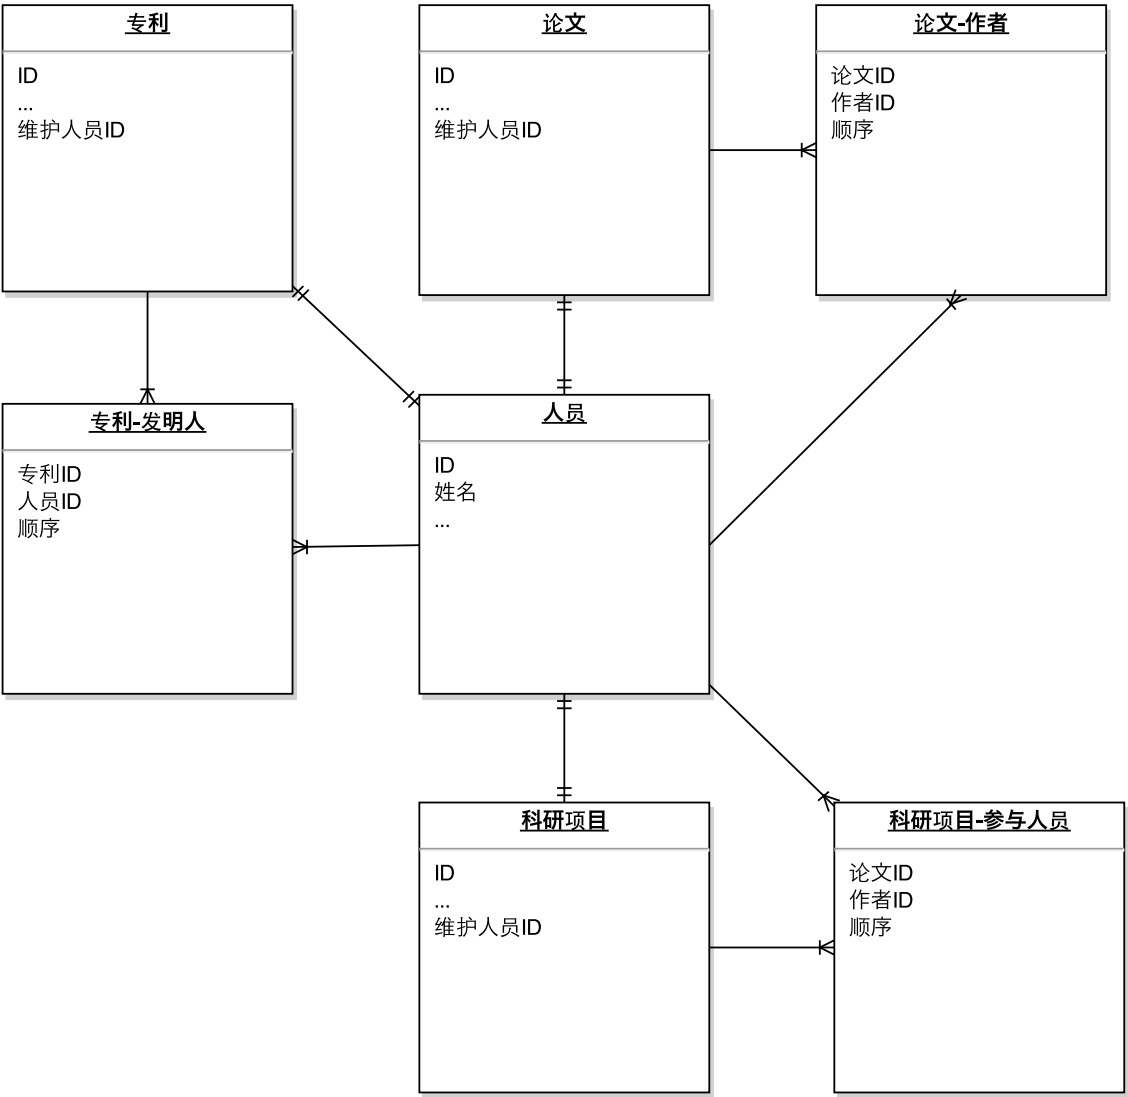 专利
ID
...
维护人员ID
论文
ID
...
维护人员ID
论文-作者
论文ID
作者ID
顺序
专利-发明人
专利ID
人员ID
顺序
人员
ID
姓名
...
科研项目
ID
...
维护人员ID
科研项目-参与人员
论文ID
作者ID
顺序